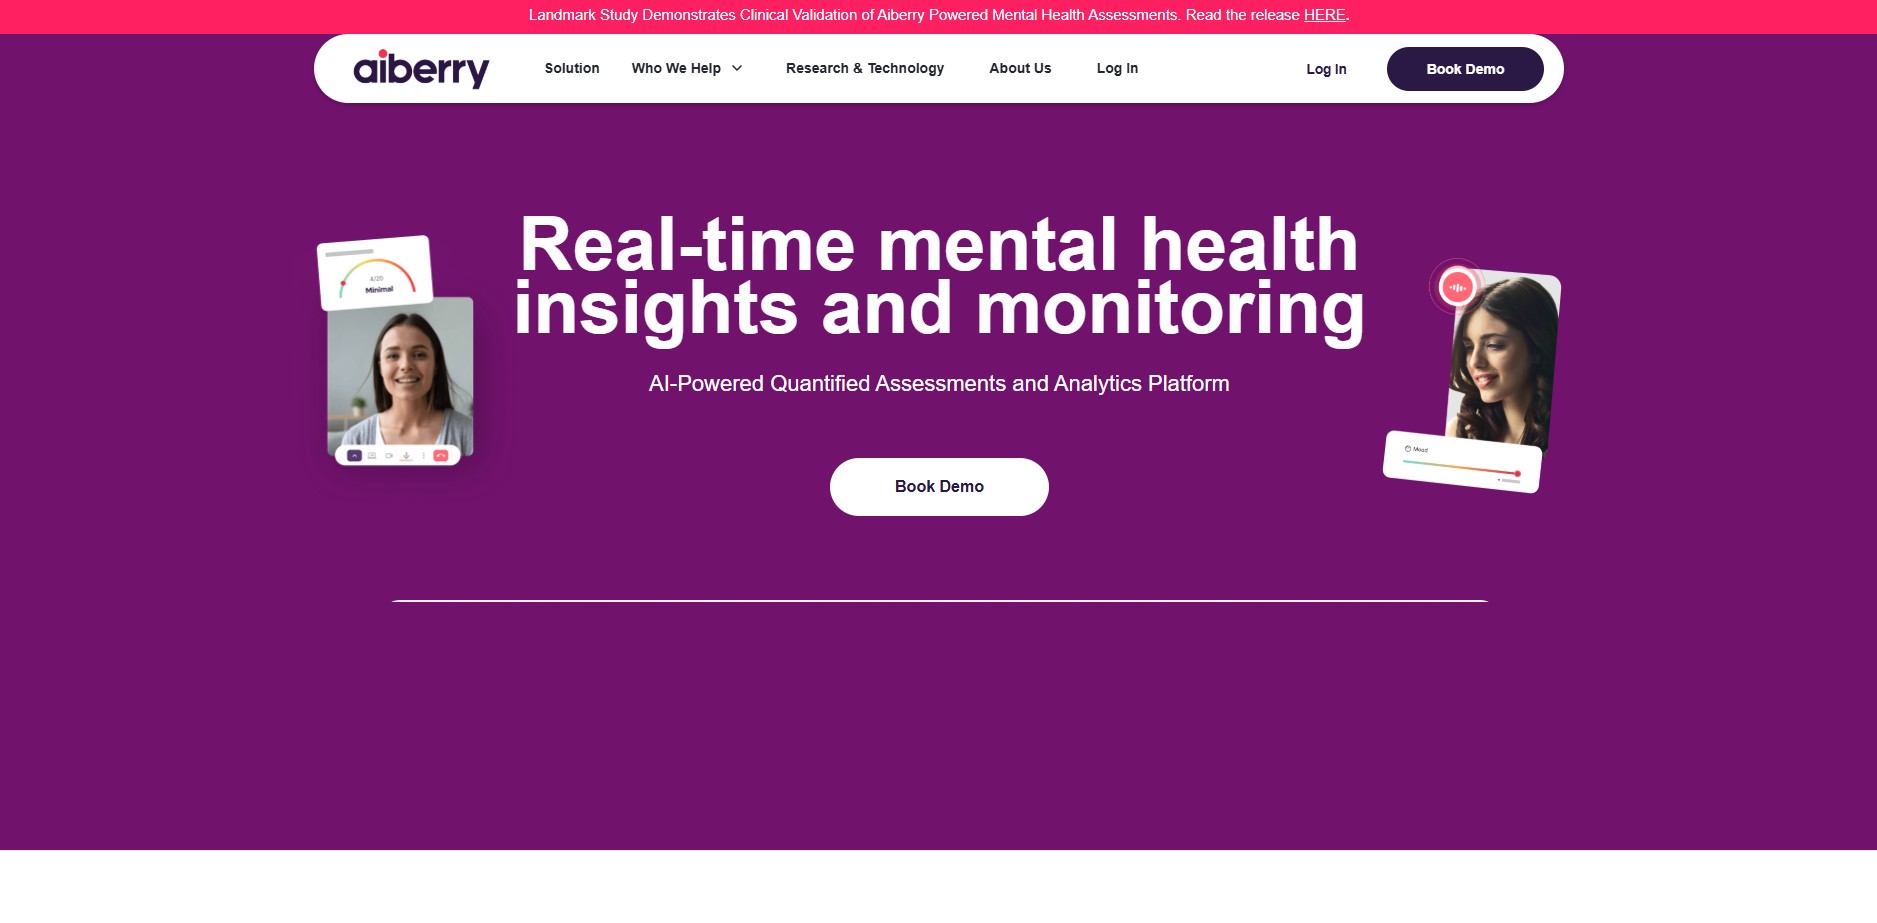 Landmark Study Demonstrates Clinical Validation of Aiberry Powered Mental Health Assessments. Read the release HERE.
aiberry
Solution
Who We Help
Research & Technology
About Us
Log In
Log In
Book Demo
Real-time mental health
insights and monitoring
AI-Powered Quantified Assessments and Analytics Platform
4/20
Minimal
Mood
Book Demo